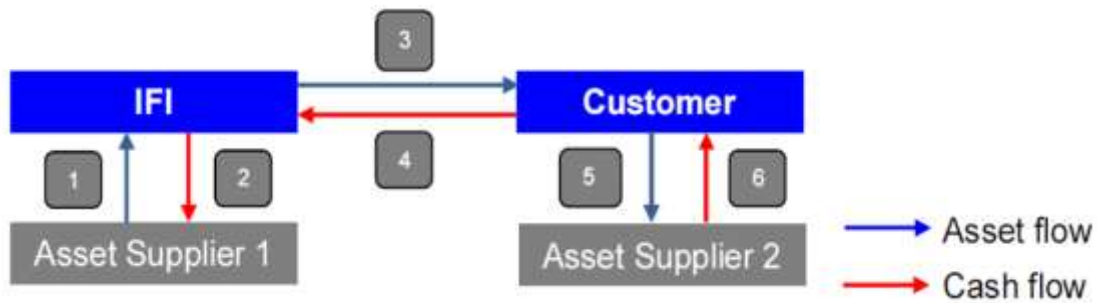 3
IFI
Customer
4
1
2
5
6
Asset Supplier 1
Asset Supplier 2
Asset flow
Cash flow